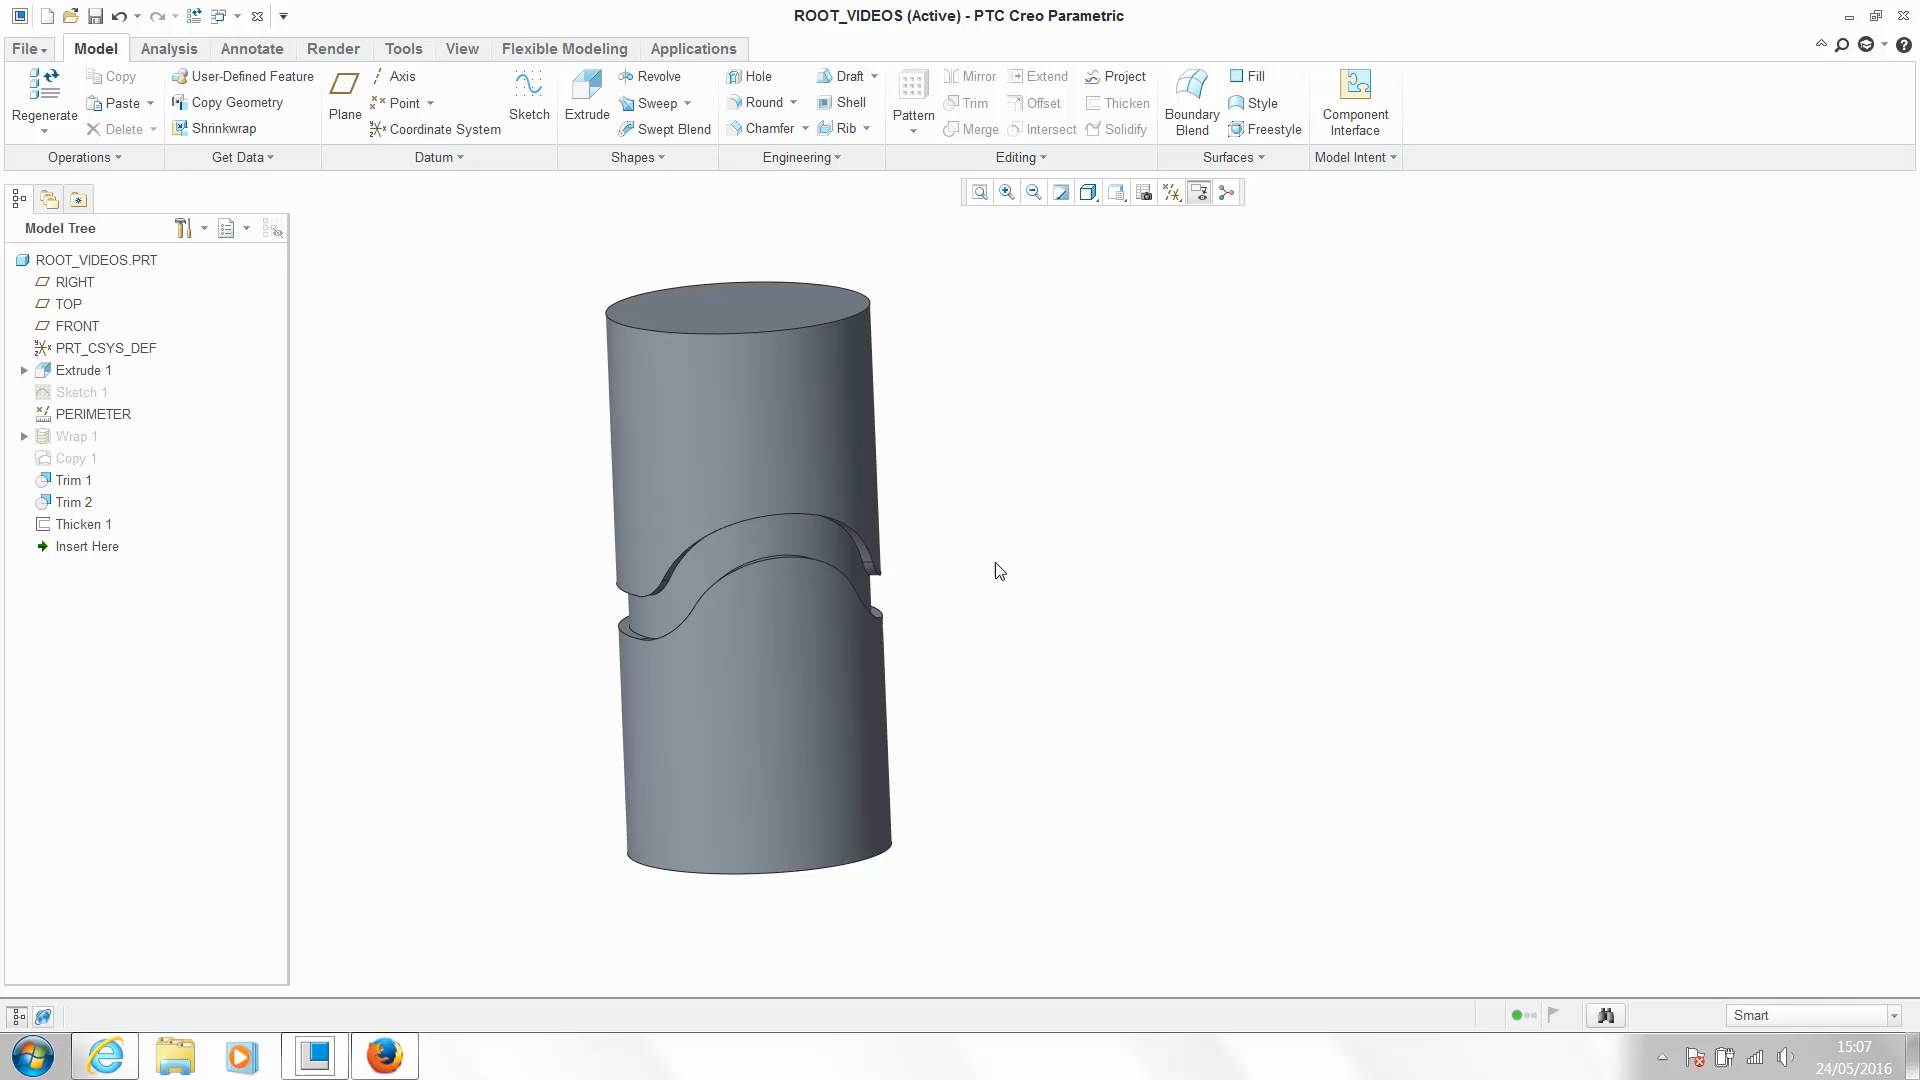 ROOT_VIDEOS (Active) - PTC Creo Parametric
File Model Analysis Annotate Render Tools View Flexible Modeling Applications
Regenerate Copy Paste Delete
User-Defined Feature Copy Geometry Shrinkwrap
Plane Axis Point Coordinate System Sketch
Extrude Revolve Sweep Swept Blend
Hole Round Chamfer Draft Shell Rib
Pattern Mirror Trim Merge Extend Offset Intersect Project Thicken Solidify
Boundary Blend Fill Style Freestyle
Component Interface
Operations Get Data Datum Shapes Engineering Editing Surfaces Model Intent
Model Tree
ROOT_VIDEOS.PRT
RIGHT
TOP
FRONT
PRT_CSYS_DEF
Extrude 1
Sketch 1
PERIMETER
Wrap 1
Copy 1
Trim 1
Trim 2
Thicken 1
Insert Here
Smart
15:07
24/05/2016